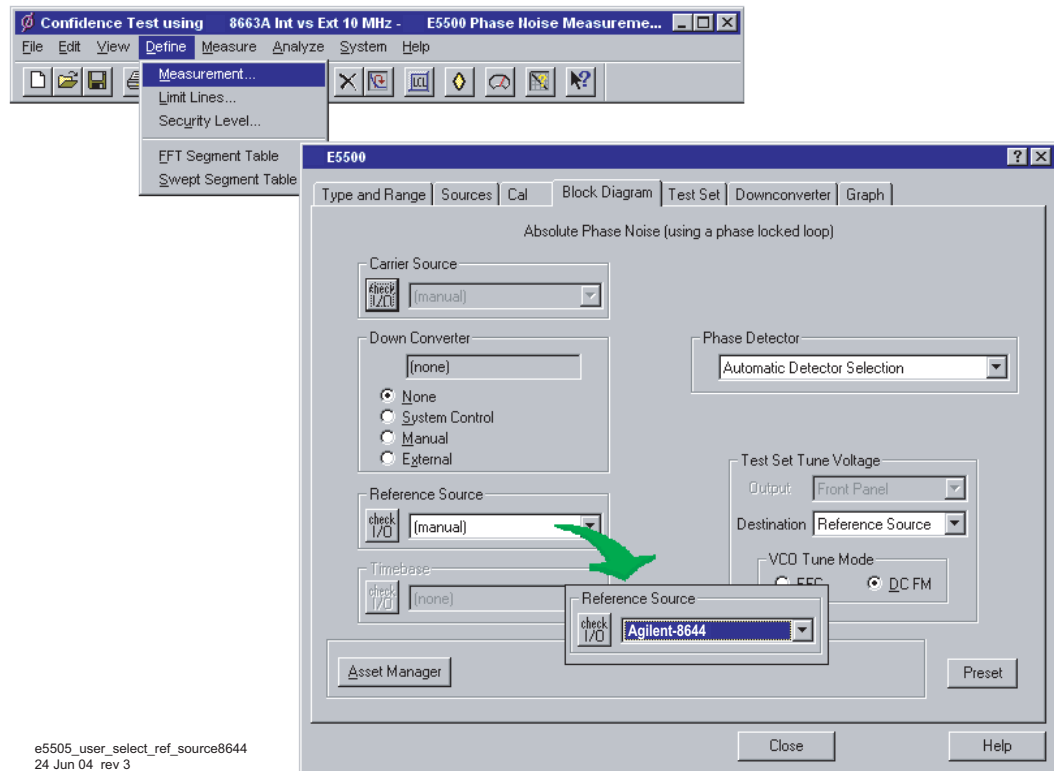 Confidence Test using 8663A Int vs Ext 10 MHz - E5500 Phase Noise Measureme...
File Edit View Define Measure Analyze System Help
Measurement...
Limit Lines...
Security Level...
FFT Segment Table
Swept Segment Table
E5500
Type and Range Sources Cal Block Diagram Test Set Downconverter Graph
Absolute Phase Noise (using a phase locked loop)
Carrier Source
check I/O (manual)
Down Converter
(none)
None
System Control
Manual
External
Phase Detector
Automatic Detector Selection
Reference Source
check I/O (manual)
Timebase
check I/O (none)
Test Set Tune Voltage
Output Front Panel
Destination Reference Source
VCO Tune Mode
EFC DC FM
Reference Source
check I/O Agilent-8644
Asset Manager
Preset
Close Help
e5505_user_select_ref_source8644
24 Jun 04 rev 3